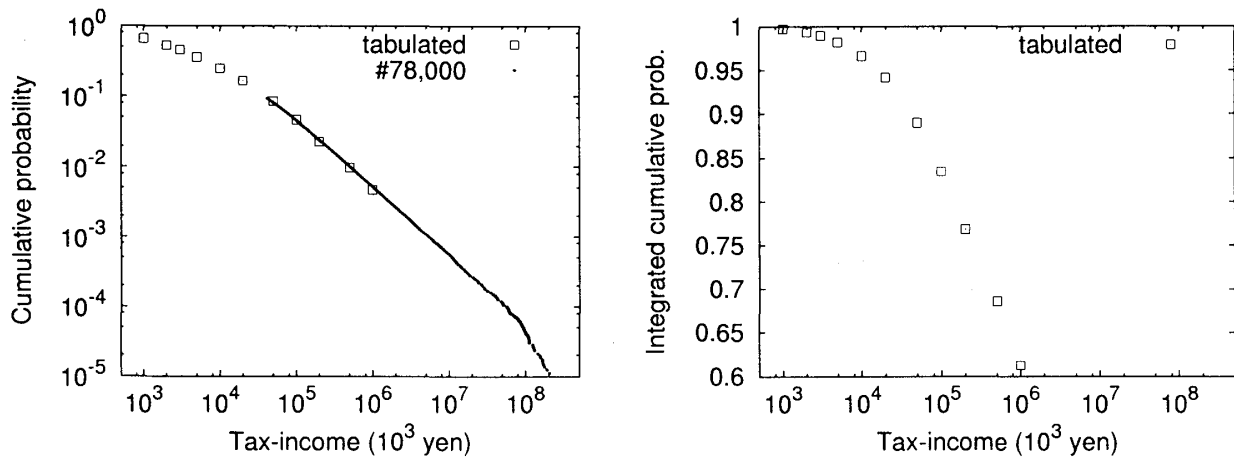 Cumulative probability
10^0
10^-1
10^-2
10^-3
10^-4
10^-5
tabulated
#78,000
10^3 10^4 10^5 10^6 10^7 10^8
Tax-income (10^3 yen)
Integrated cumulative prob.
1
0.95
0.9
0.85
0.8
0.75
0.7
0.65
0.6
tabulated
10^3 10^4 10^5 10^6 10^7 10^8
Tax-income (10^3 yen)